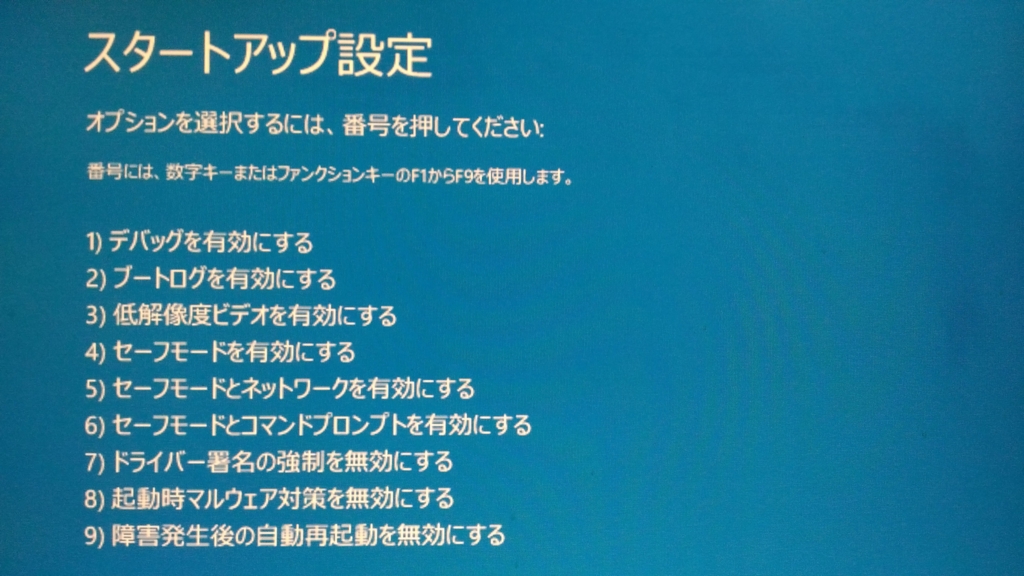 スタートアップ設定
オプションを選択するには、番号を押してください:
番号には、数字キーまたはファンクションキーのF1からF9を使用します。
1) デバッグを有効にする
2) ブートログを有効にする
3) 低解像度ビデオを有効にする
4) セーフモードを有効にする
5) セーフモードとネットワークを有効にする
6) セーフモードとコマンドプロンプトを有効にする
7) ドライバー署名の強制を無効にする
8) 起動時マルウェア対策を無効にする
9) 障害発生後の自動再起動を無効にする